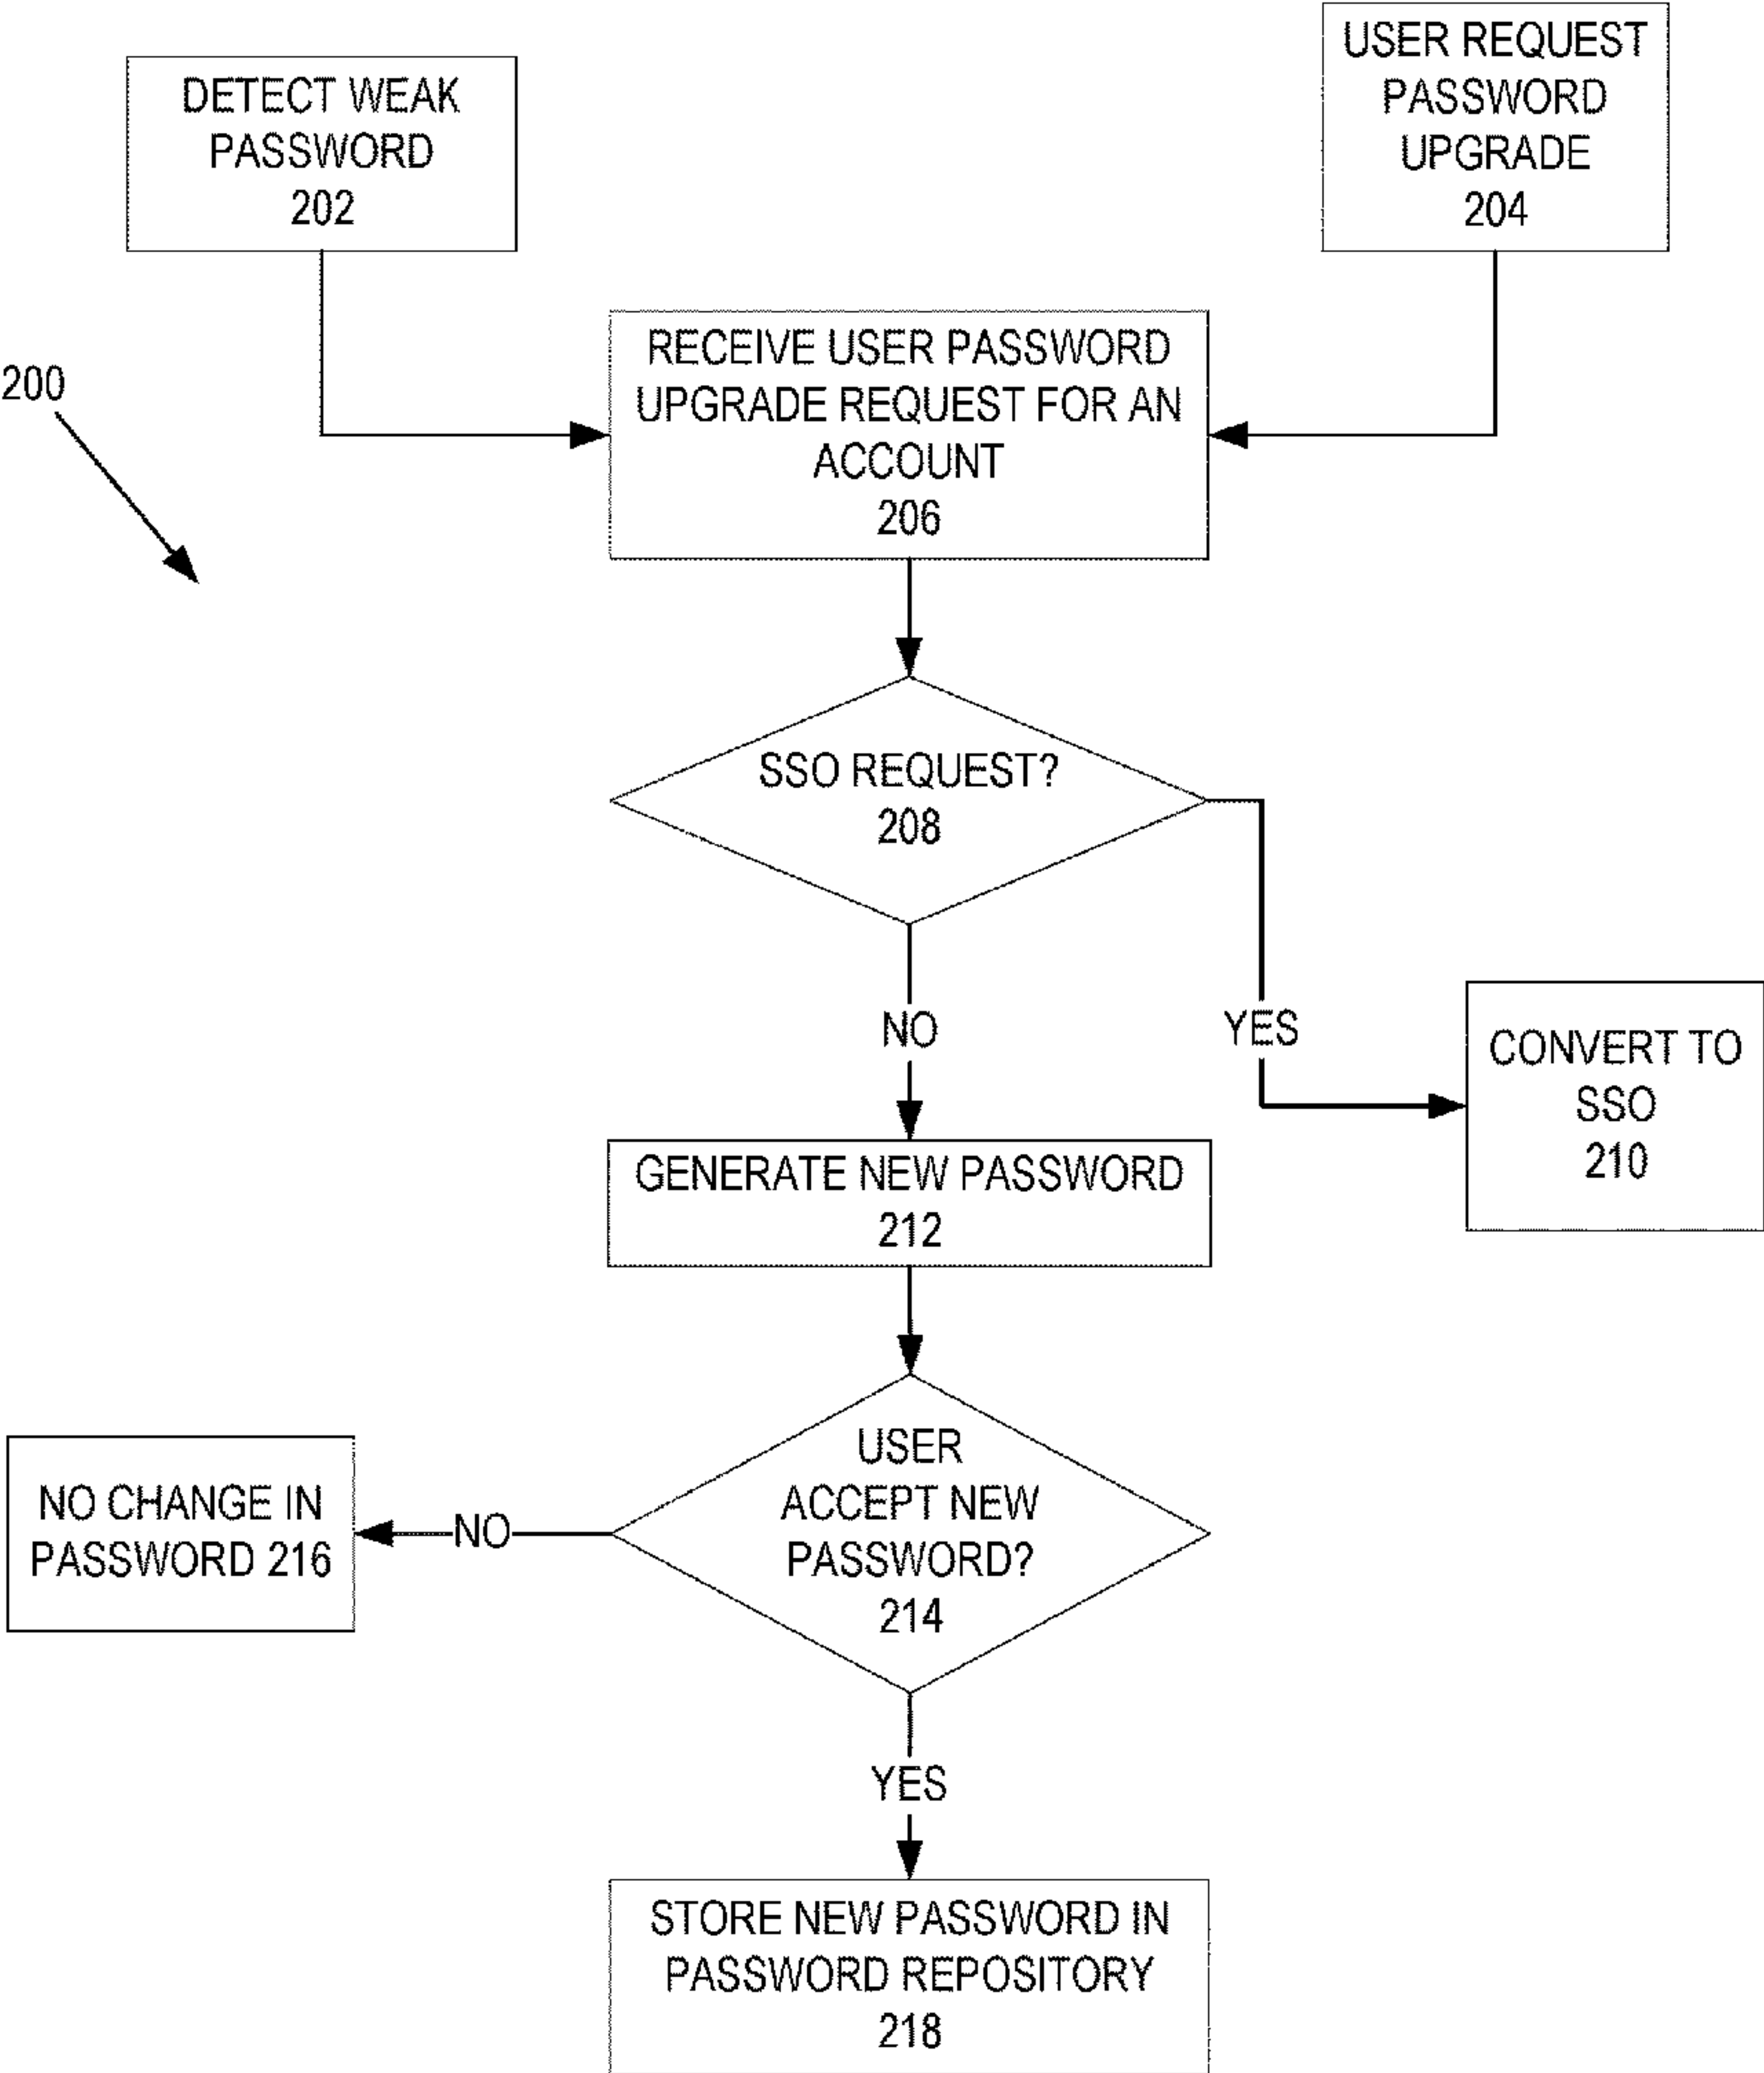 DETECT WEAK
PASSWORD
202
USER REQUEST
PASSWORD
UPGRADE
204
200
RECEIVE USER PASSWORD
UPGRADE REQUEST FOR AN
ACCOUNT
206
SSO REQUEST?
208
NO
YES
CONVERT TO
SSO
210
GENERATE NEW PASSWORD
212
USER
ACCEPT NEW
PASSWORD?
214
NO
NO CHANGE IN
PASSWORD 216
YES
STORE NEW PASSWORD IN
PASSWORD REPOSITORY
218